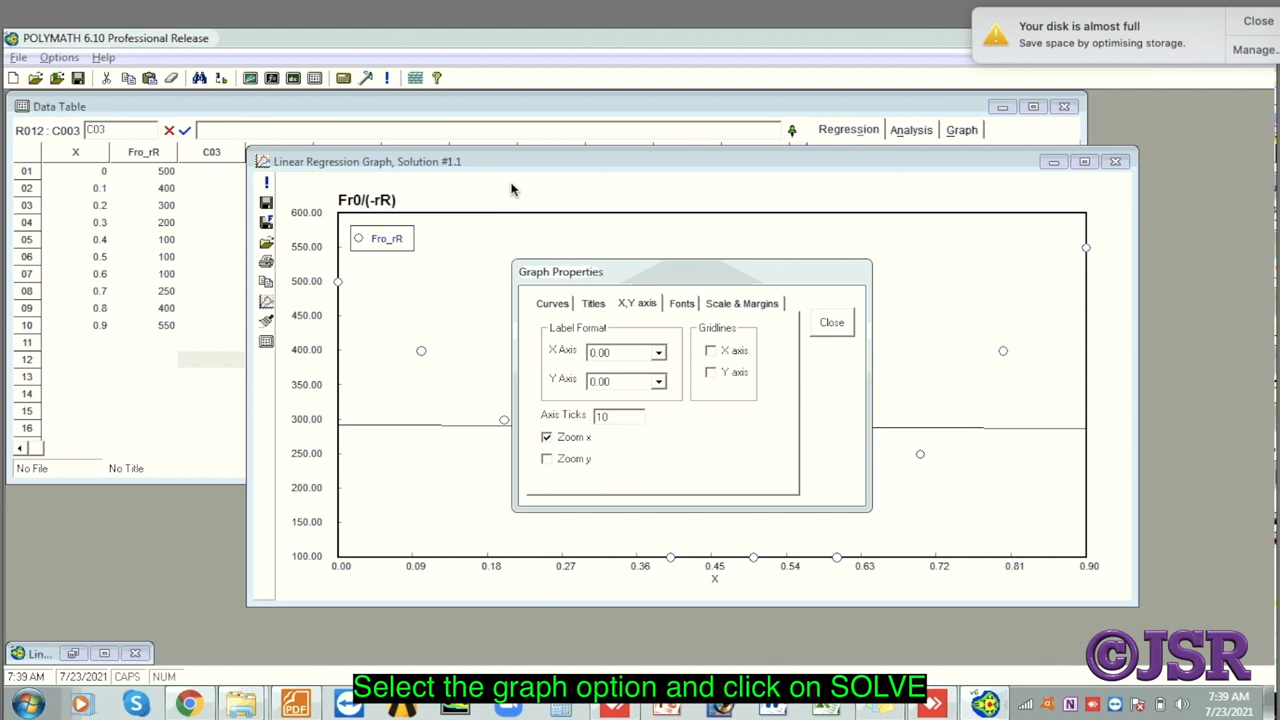 Your disk is almost full
Close
Save space by optimising storage.
Manage...
POLYMATH 6.10 Professional Release
File Options Help
Data Table
R012 : C003 C03
Regression Analysis Graph
X Fro_rR C03
01 0 500
02 0.1 400
03 0.2 300
04 0.3 200
05 0.4 100
06 0.5 100
07 0.6 100
08 0.7 250
09 0.8 400
10 0.9 550
11
12
13
14
15
16
No File No Title
Linear Regression Graph, Solution #1.1
Fr0/(-rR)
600.00
550.00
500.00
450.00
400.00
350.00
300.00
250.00
200.00
150.00
100.00
Fro_rR
0.00 0.09 0.18 0.27 0.36 0.45 0.54 0.63 0.72 0.81 0.90
X
Graph Properties
Curves Titles X,Y axis Fonts Scale & Margins
Label Format Gridlines
Close
X Axis 0.00 X axis
Y Axis 0.00 Y axis
Axis Ticks 10
Zoom x
Zoom y
Lin...
7:39 AM 7/23/2021 CAPS NUM
©JSR
Select the graph option and click on SOLVE
PDF
7:39 AM
7/23/2021